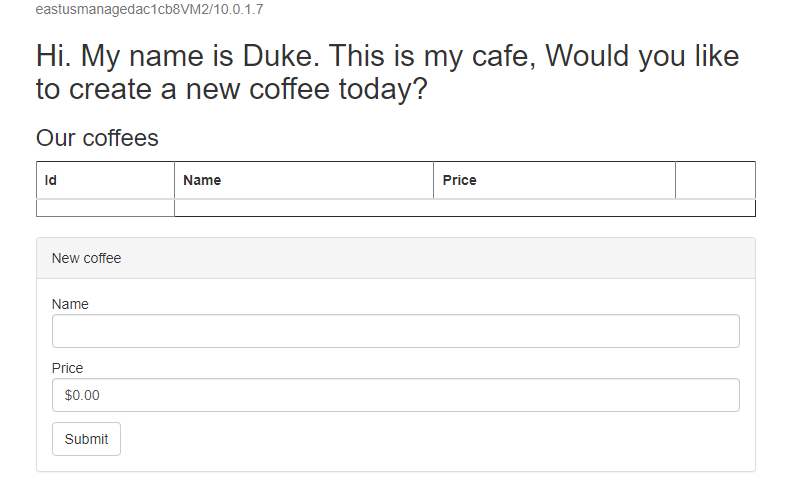 eastusmanagedac1cb8VM2/10.0.1.7
Hi. My name is Duke. This is my cafe, Would you like
to create a new coffee today?
Our coffees
Id Name Price
New coffee
Name
Price
$0.00
Submit